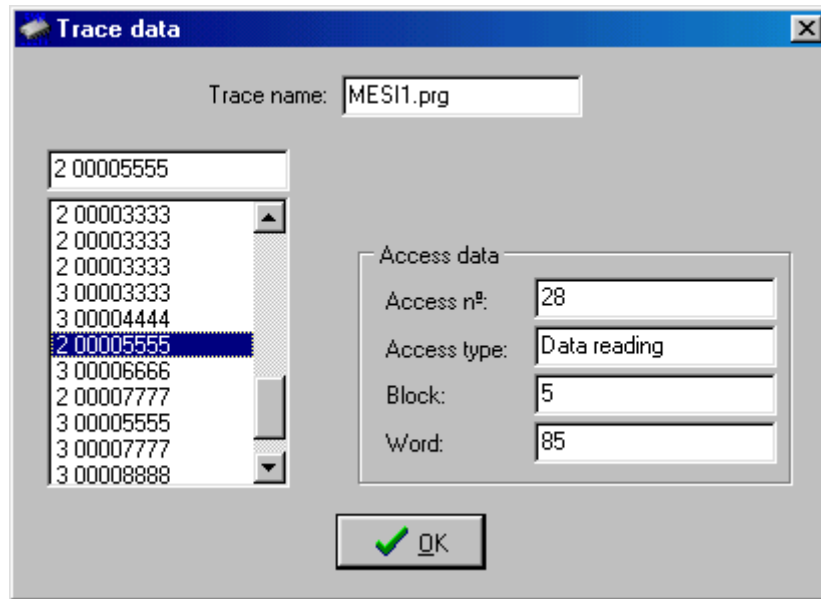 Trace data
Trace name: MESI1.prg
2 00005555
2 00003333
2 00003333
2 00003333
3 00003333
3 00004444
2 00005555
3 00006666
2 00007777
3 00005555
3 00007777
3 00008888
Access data
Access nº: 28
Access type: Data reading
Block: 5
Word: 85
OK